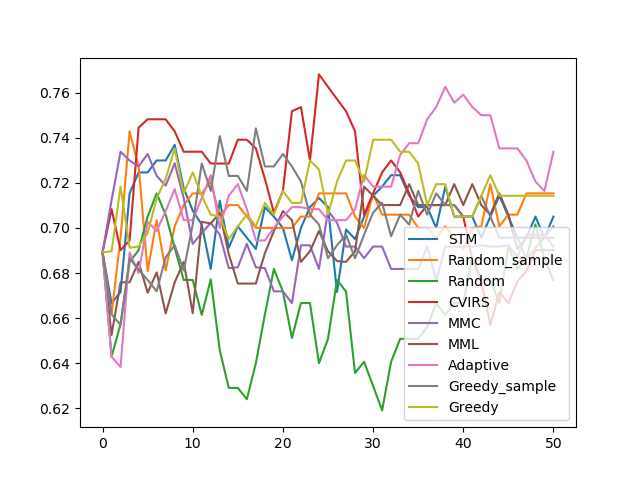 0.76
0.74
0.72
0.70
0.68
0.66
0.64
0.62
0
10
20
30
40
50
STM
Random_sample
Random
CVIRS
MMC
MML
Adaptive
Greedy_sample
Greedy